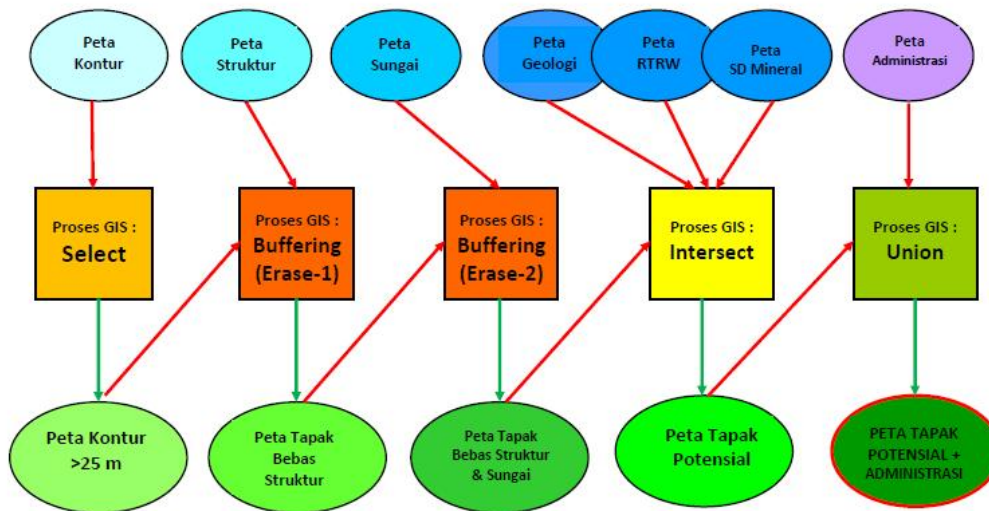 Peta
Kontur
Peta
Struktur
Peta
Sungai
Peta
Geologi
Peta
RTRW
Peta
SD Mineral
Peta
Administrasi
Proses GIS :
Select
Proses GIS :
Buffering
(Erase-1)
Proses GIS :
Buffering
(Erase-2)
Proses GIS :
Intersect
Proses GIS :
Union
Peta Kontur
>25 m
Peta Tapak
Bebas
Struktur
Peta Tapak
Bebas Struktur
& Sungai
Peta Tapak
Potensial
PETA TAPAK
POTENSIAL +
ADMINISTRASI